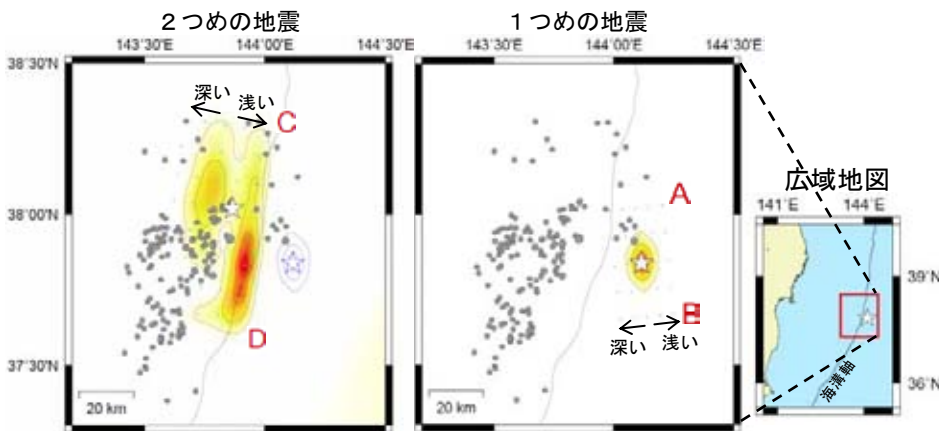 ２つめの地震
１つめの地震
143°30'E 144°00'E 144°30'E
143°30'E 144°00'E 144°30'E
38°30'N
38°00'N
37°30'N
深い 浅い
C
D
20 km
A
B
深い 浅い
20 km
広域地図
141°E 144°E
39°N
36°N
海溝軸